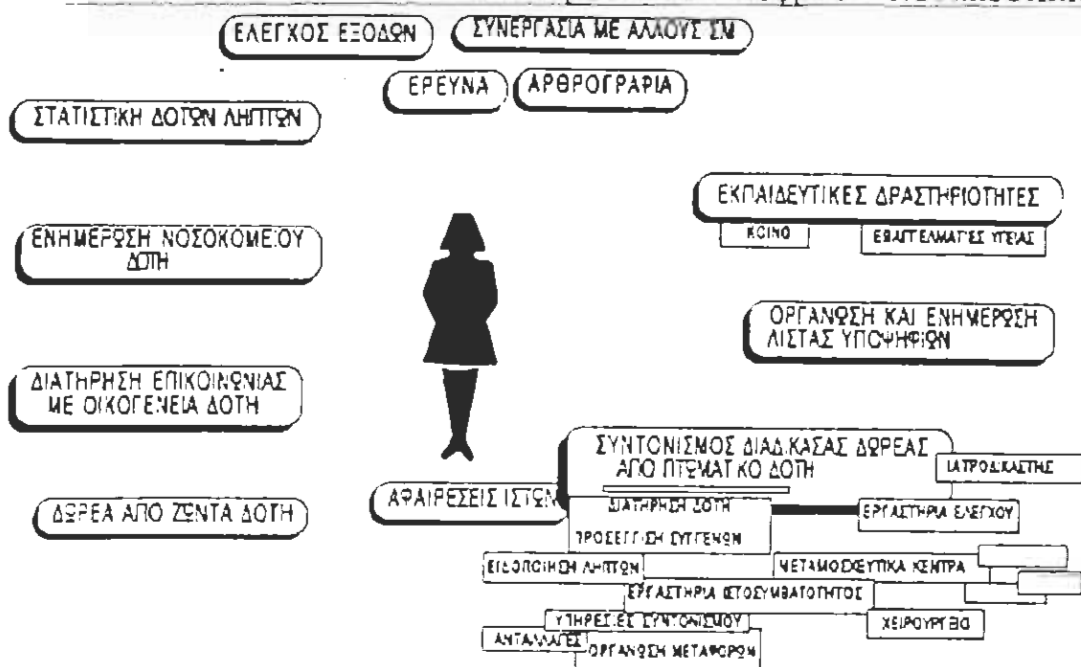 ΕΛΕΓΧΟΣ ΕΞΟΔΩΝ
ΣΥΝΕΡΓΑΣΙΑ ΜΕ ΑΛΛΟΥΣ ΣΜ
ΕΡΕΥΝΑ
ΑΡΘΡΟΓΡΑΦΙΑ
ΣΤΑΤΙΣΤΙΚΗ ΔΟΤΩΝ ΛΗΠΤΩΝ
ΕΚΠΑΙΔΕΥΤΙΚΕΣ ΔΡΑΣΤΗΡΙΟΤΗΤΕΣ
ΚΟΙΝΟ
ΕΠΑΓΓΕΛΜΑΤΙΕΣ ΥΓΕΙΑΣ
ΕΝΗΜΕΡΩΣΗ ΝΟΣΟΚΟΜΕΙΟΥ
ΔΟΤΗ
ΟΡΓΑΝΩΣΗ ΚΑΙ ΕΝΗΜΕΡΩΣΗ
ΛΙΣΤΑΣ ΥΠΟΨΗΦΙΩΝ
ΔΙΑΤΗΡΗΣΗ ΕΠΙΚΟΙΝΩΝΙΑΣ
ΜΕ ΟΙΚΟΓΕΝΕΙΑ ΔΟΤΗ
ΣΥΝΤΟΝΙΣΜΟΣ ΔΙΑΔΙΚΑΣΑΣ ΔΩΡΕΑΣ
ΑΠΟ ΠΤΩΜΑΤΙΚΟ ΔΟΤΗ
ΙΑΤΡΟΔΙΚΑΣΤΗΣ
ΔΩΡΕΑ ΑΠΟ ΖΩΝΤΑ ΔΟΤΗ
ΑΦΑΙΡΕΣΕΙΣ ΙΣΤΩΝ
ΔΙΑΤΗΡΗΣΗ ΔΟΤΗ
ΕΡΓΑΣΤΗΡΙΑ ΕΛΕΓΧΟΥ
ΠΡΟΣΕΓΓΙΣΗ ΣΥΓΓΕΝΩΝ
ΕΙΔΟΠΟΙΗΣΗ ΛΗΠΤΩΝ
ΜΕΤΑΜΟΣΧΕΥΤΙΚΑ ΚΕΝΤΡΑ
ΕΡΓΑΣΤΗΡΙΑ ΙΣΤΟΣΥΜΒΑΤΟΤΗΤΟΣ
ΥΠΗΡΕΣΙΕΣ ΣΥΝΤΟΝΙΣΜΟΥ
ΧΕΙΡΟΥΡΓΕΙΟ
ΑΝΤΑΛΛΑΓΕΣ
ΟΡΓΑΝΩΣΗ ΜΕΤΑΦΟΡΩΝ